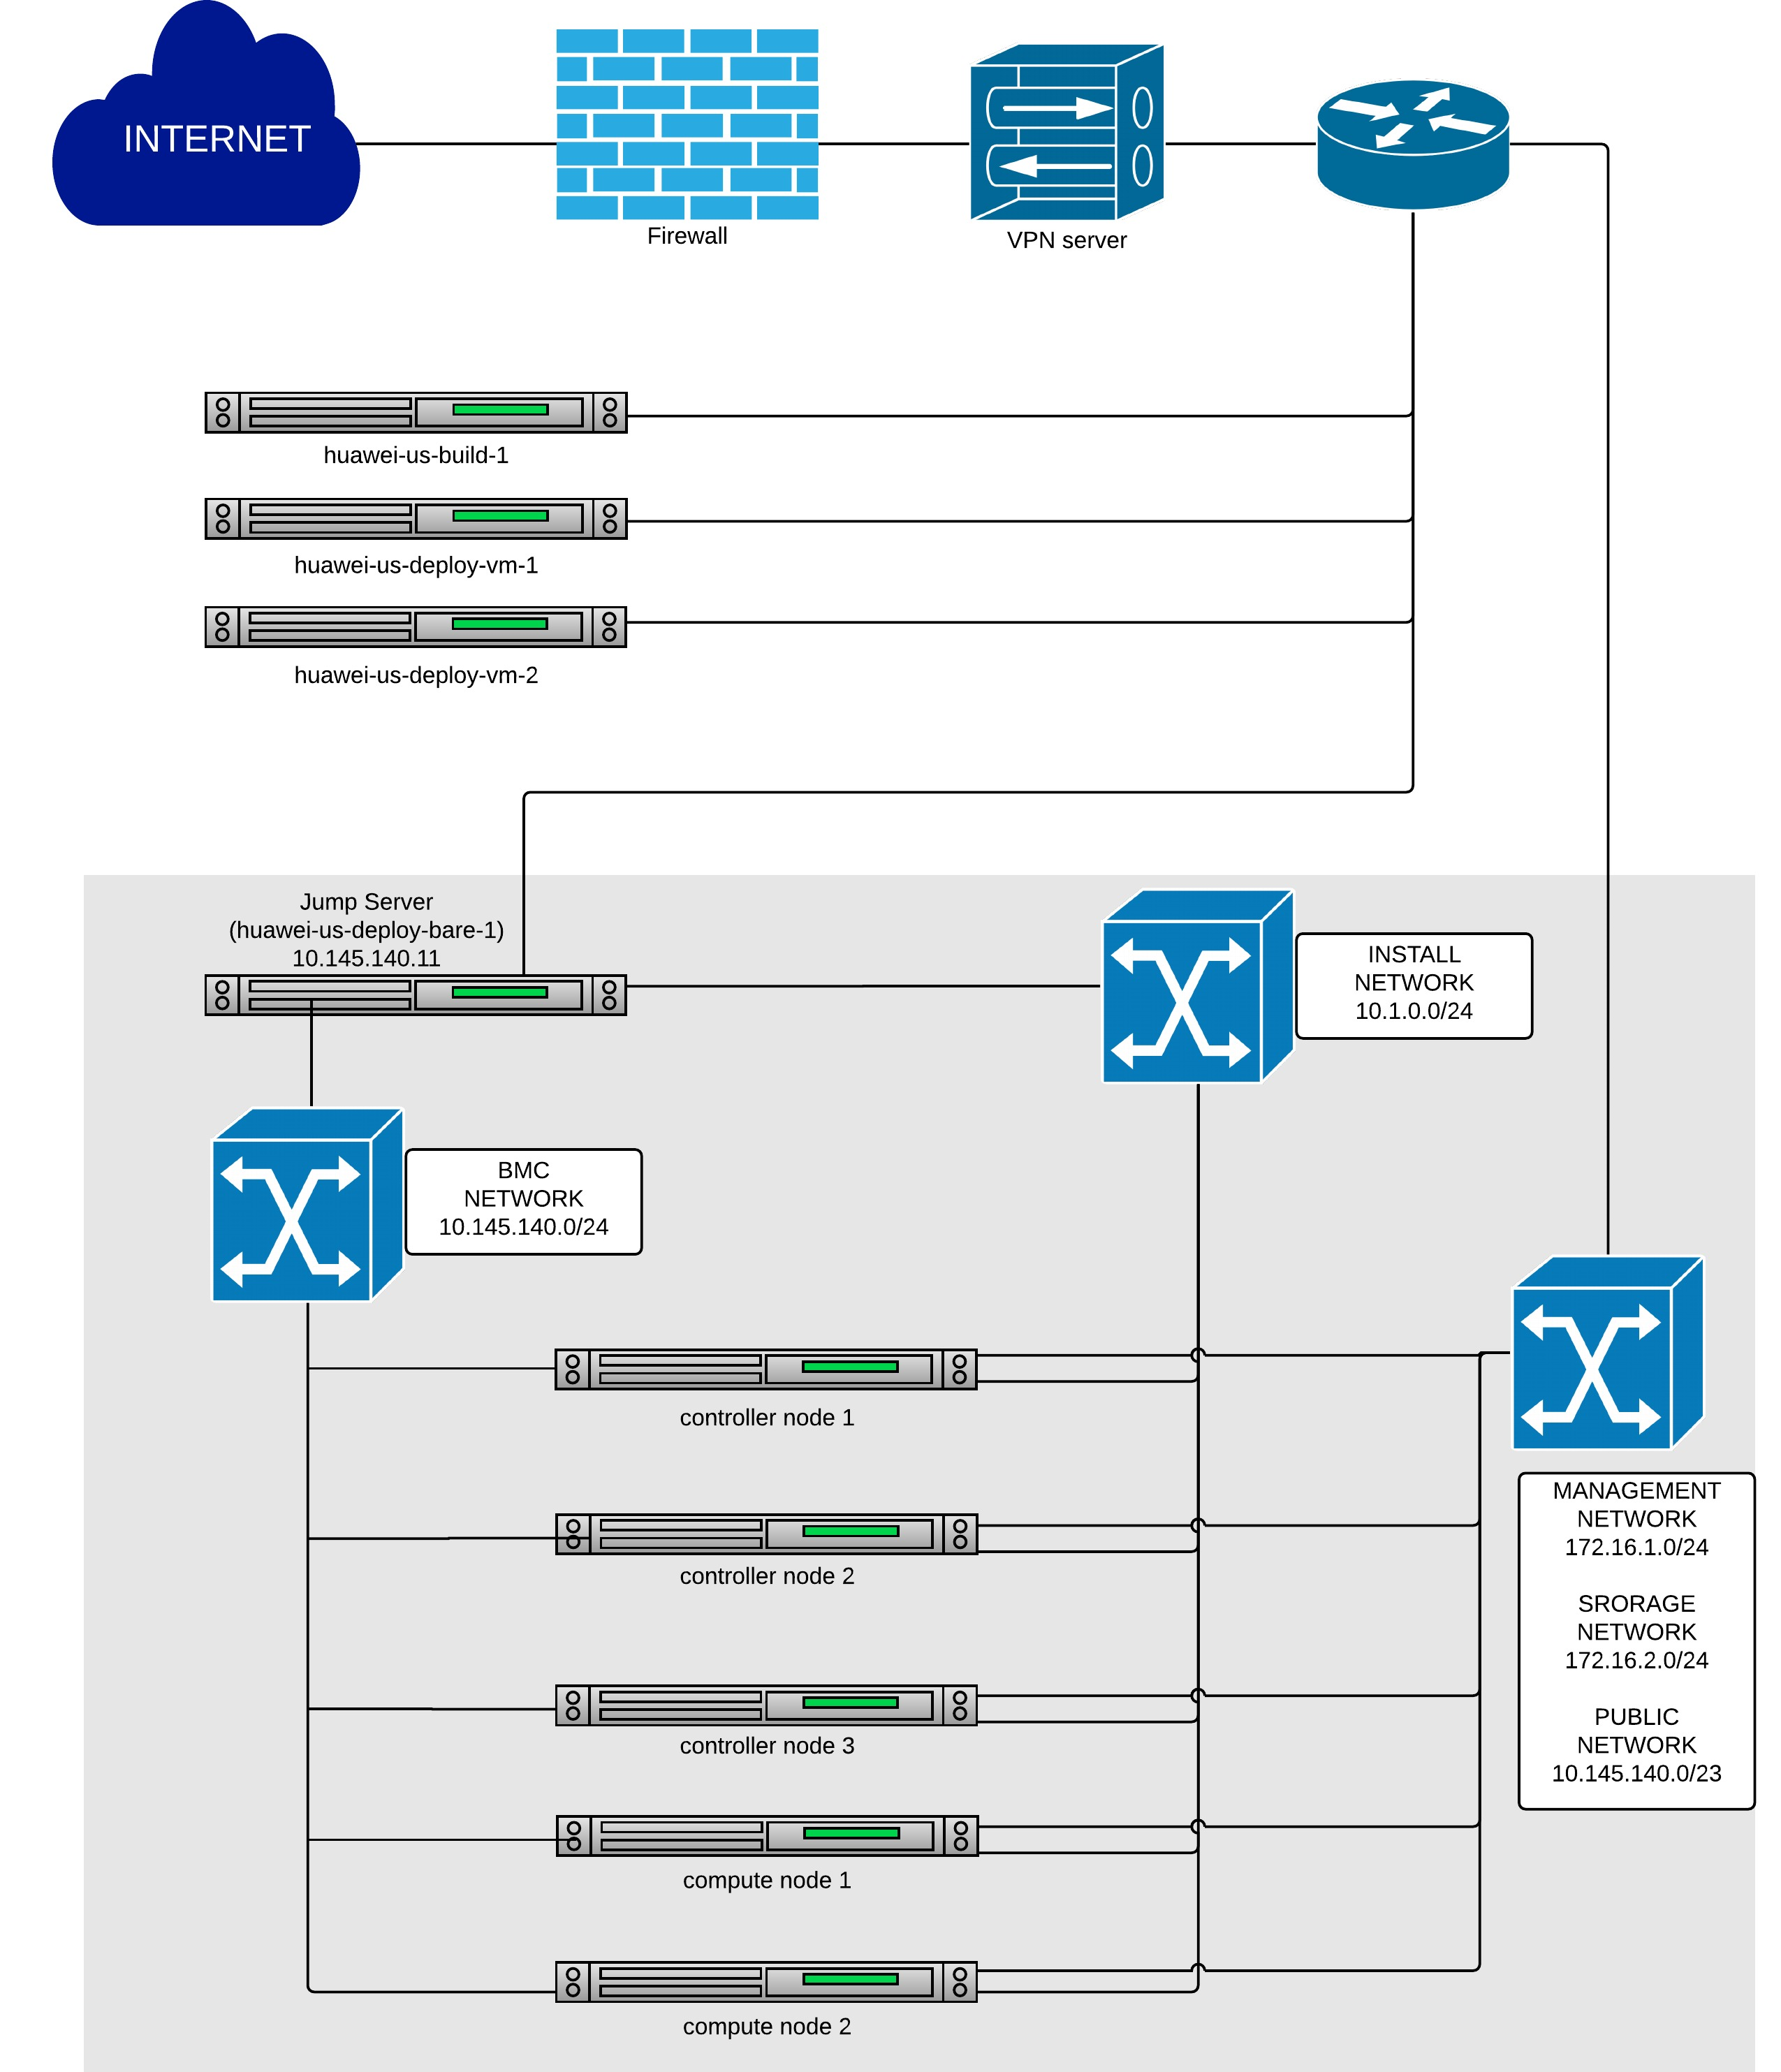 INTERNET
Firewall
VPN server
huawei-us-build-1
huawei-us-deploy-vm-1
huawei-us-deploy-vm-2
Jump Server
(huawei-us-deploy-bare-1)
10.145.140.11
INSTALL
NETWORK
10.1.0.0/24
BMC
NETWORK
10.145.140.0/24
controller node 1
controller node 2
controller node 3
compute node 1
compute node 2
MANAGEMENT
NETWORK
172.16.1.0/24
SRORAGE
NETWORK
172.16.2.0/24
PUBLIC
NETWORK
10.145.140.0/23